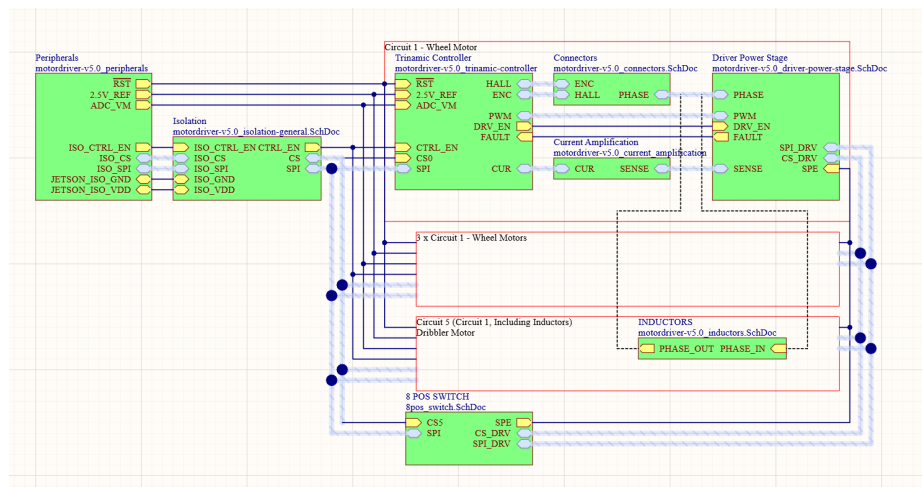 Circuit 1 - Wheel Motor
Peripherals
motordriver-v5.0_peripherals
RST
2.5V_REF
ADC_VM
ISO_CTRL_EN
ISO_CS
ISO_SPI
JETSON_ISO_GND
JETSON_ISO_VDD
Isolation
motordriver-v5.0_isolation-general.SchDoc
ISO_CTRL_EN CTRL_EN
ISO_CS CS
ISO_SPI SPI
ISO_GND
ISO_VDD
Trinamic Controller
motordriver-v5.0_trinamic-controller
RST HALL
2.5V_REF ENC
ADC_VM
PWM
DRV_EN
FAULT
CTRL_EN
CS0
SPI CUR
Connectors
motordriver-v5.0_connectors.SchDoc
ENC
HALL PHASE
Current Amplification
motordriver-v5.0_current_amplification
CUR SENSE
Driver Power Stage
motordriver-v5.0_driver-power-stage.SchDoc
PHASE
PWM
DRV_EN
FAULT
SPI_DRV
CS_DRV
SENSE SPE
3 x Circuit 1 - Wheel Motors
Circuit 5 (Circuit 1, Including Inductors)
Dribbler Motor
INDUCTORS
motordriver-v5.0_inductors.SchDoc
PHASE_OUT PHASE_IN
8 POS SWITCH
8pos_switch.SchDoc
CS5 SPE
SPI CS_DRV
SPI_DRV